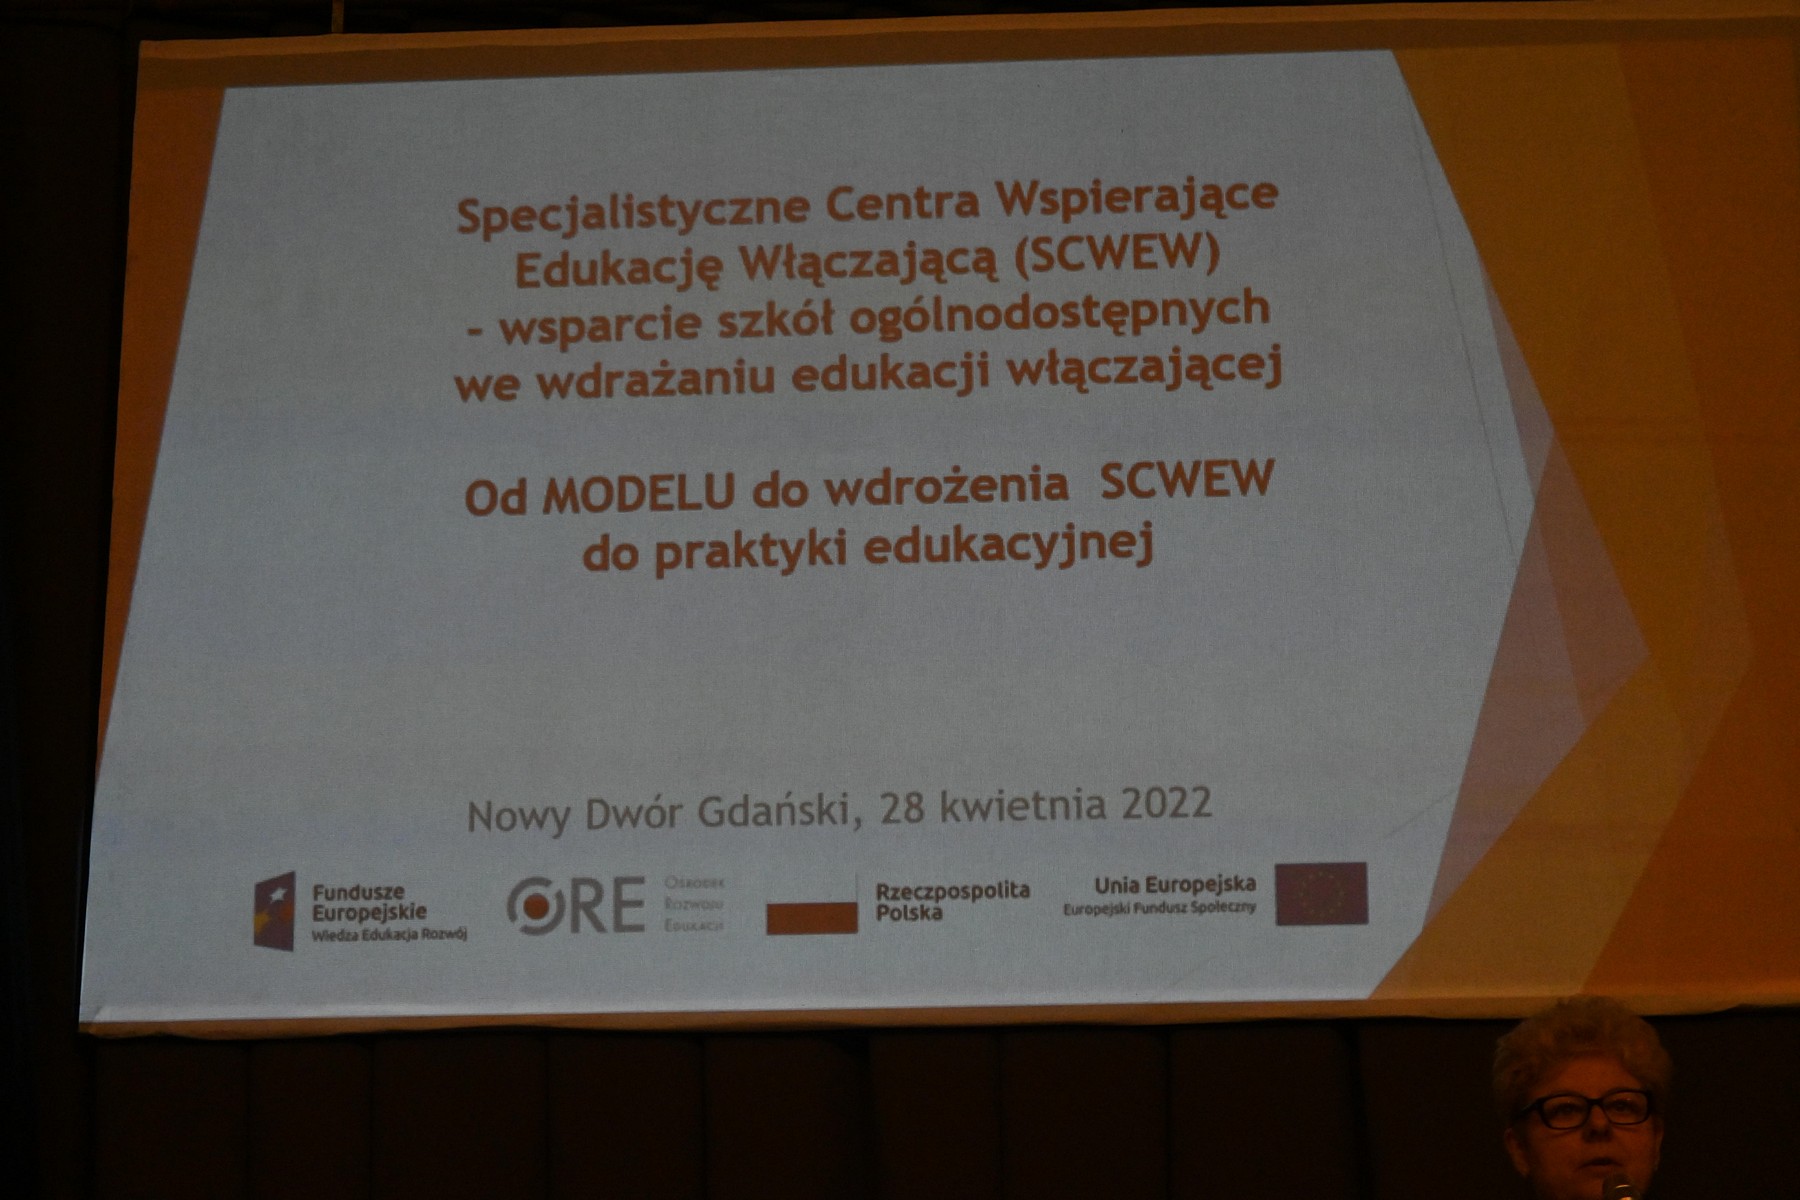 Specjalistyczne Centra Wspierające
Edukację Włączającą (SCWEW)
- wsparcie szkół ogólnodostępnych
we wdrażaniu edukacji włączającej
Od MODELU do wdrożenia SCWEW
do praktyki edukacyjnej
Nowy Dwór Gdański, 28 kwietnia 2022
Fundusze
Europejskie
Wiedza Edukacja Rozwój
ORE
Ośrodek
Rozwoju
Edukacji
Rzeczpospolita
Polska
Unia Europejska
Europejski Fundusz Społeczny